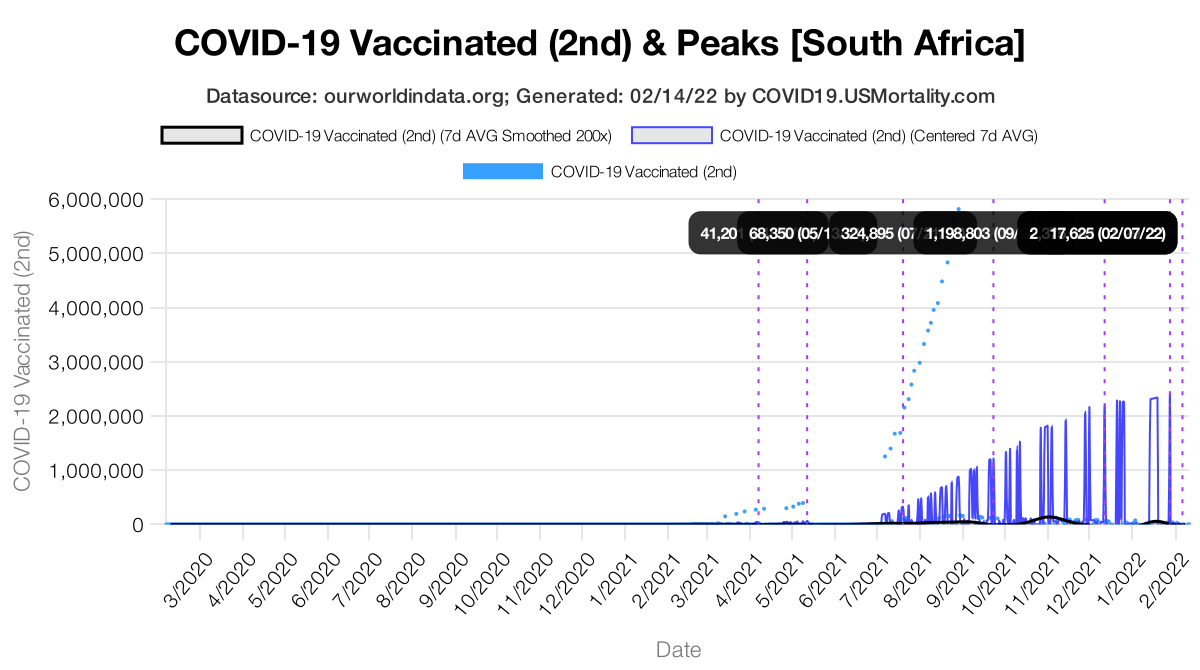 COVID-19 Vaccinated (2nd) & Peaks [South Africa]
Datasource: ourworldindata.org; Generated: 02/14/22 by COVID19.USMortality.com
COVID-19 Vaccinated (2nd) (7d AVG Smoothed 200x) COVID-19 Vaccinated (2nd) (Centered 7d AVG)
COVID-19 Vaccinated (2nd)
COVID-19 Vaccinated (2nd)
6,000,000
5,000,000
4,000,000
3,000,000
2,000,000
1,000,000
0
68,350 (05/1 324,895 (07/ 1,198,803 (09/ 2,317,625 (02/07/22)
3/2020 4/2020 5/2020 6/2020 7/2020 8/2020 9/2020 10/2020 11/2020 12/2020 1/2021 2/2021 3/2021 4/2021 5/2021 6/2021 7/2021 8/2021 9/2021 10/2021 11/2021 12/2021 1/2022 2/2022
Date